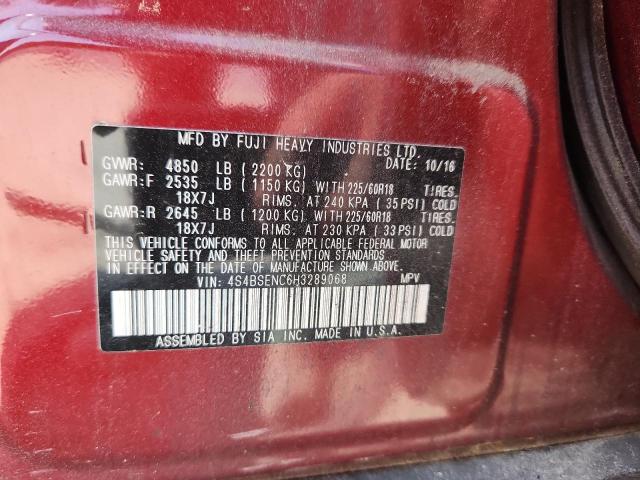 MFD BY FUJI HEAVY INDUSTRIES LTD.
GVWR: 4850 LB ( 2200 KG) DATE: 10/16
GAWR:F 2535 LB ( 1150 KG) WITH 225/60R18 TIRES.
18X7J RIMS. AT 240 KPA ( 35 PSI) COLD
GAWR:R 2645 LB ( 1200 KG) WITH 225/60R18 TIRES.
18X7J RIMS. AT 230 KPA ( 33 PSI) COLD
THIS VEHICLE CONFORMS TO ALL APPLICABLE FEDERAL MOTOR
VEHICLE SAFETY AND THEFT PREVENTION STANDARDS
IN EFFECT ON THE DATE OF MANUFACTURE SHOWN ABOVE.
VIN: 4S4BSENC6H3289068 MPV
ASSEMBLED BY SIA INC. MADE IN U.S.A.